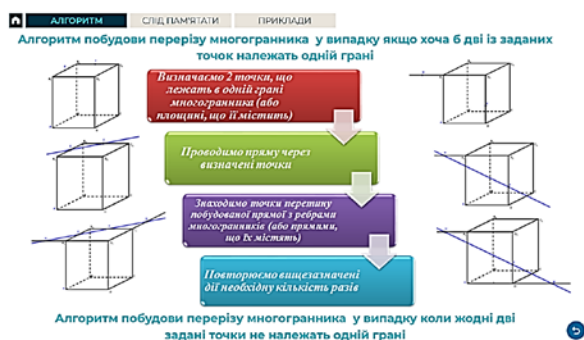 АЛГОРИТМ СЛІД ПАМ'ЯТАТИ ПРИКЛАДИ
Алгоритм побудови перерізу многогранника у випадку якщо хоча б дві із заданих
точок належать одній грані
Визначаємо 2 точки, що
лежать в одній грані
многогранника (або
площині, що її містить)
Проводимо пряму через
визначені точки
Знаходимо точки перетину
побудованої прямої з ребрами
многогранників (або прямими,
що їх містять)
Повторюємо вищезазначені
дії необхідну кількість разів
Алгоритм побудови перерізу многогранника у випадку коли жодні дві
задані точки не належать одній грані